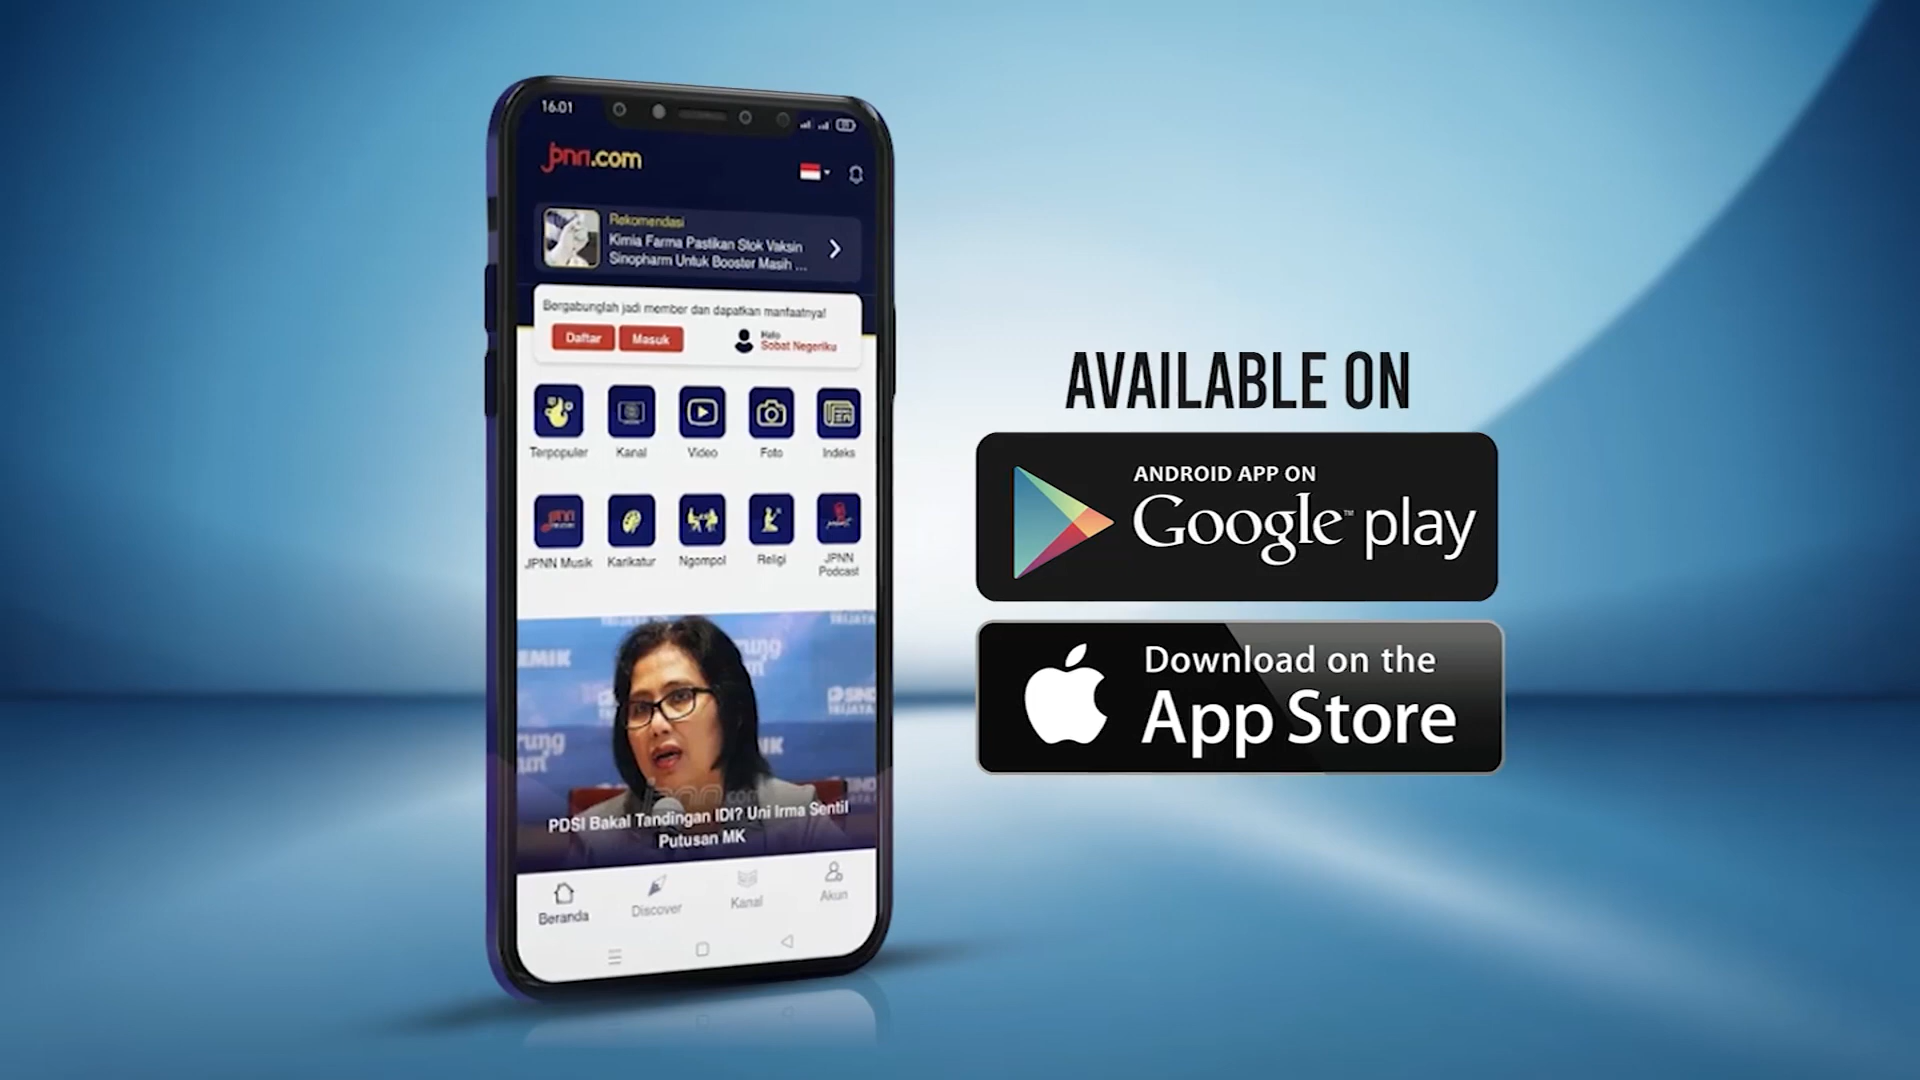 16.01
jpnn.com
Rekomendasi
Kimia Farma Pastikan Stok Vaksin
Sinopharm Untuk Booster Masih ...
Bergabunglah jadi member dan dapatkan manfaatnya!
Daftar
Masuk
Halo
Sobat Negeriku
Terpopuler
Kanal
Video
Foto
Indeks
JPNN Musik
Karikatur
Ngompol
Religi
JPNN
Podcast
PDSI Bakal Tandingan IDI? Uni Irma Sentil
Putusan MK
Beranda
Discover
Kanal
Akun
AVAILABLE ON
ANDROID APP ON
Google™ play
Download on the
App Store